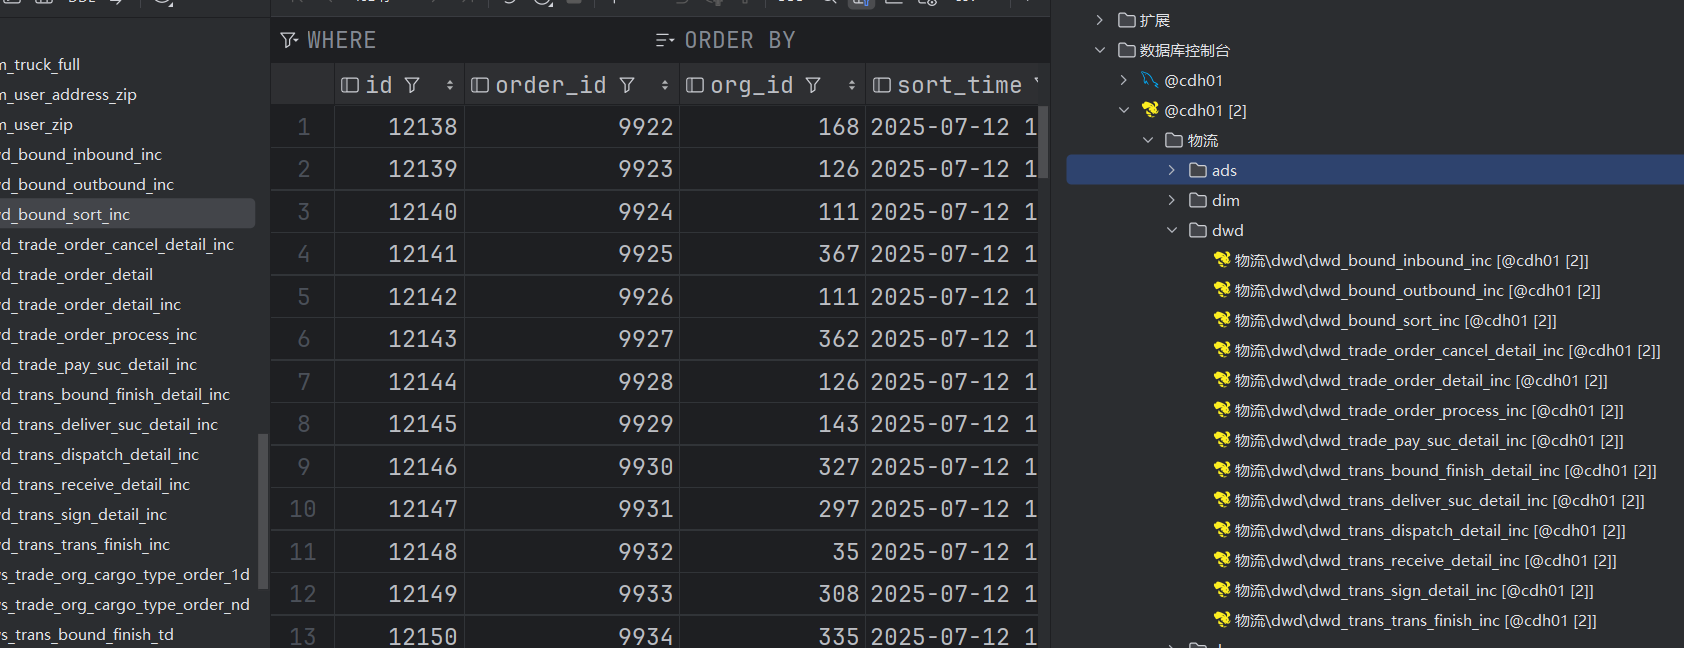 m_truck_full
m_user_address_zip
m_user_zip
d_bound_inbound_inc
d_bound_outbound_inc
d_bound_sort_inc
d_trade_order_cancel_detail_inc
d_trade_order_detail
d_trade_order_detail_inc
d_trade_order_process_inc
d_trade_pay_suc_detail_inc
d_trans_bound_finish_detail_inc
d_trans_deliver_suc_detail_inc
d_trans_dispatch_detail_inc
d_trans_receive_detail_inc
d_trans_sign_detail_inc
d_trans_trans_finish_inc
s_trade_org_cargo_type_order_1d
s_trade_org_cargo_type_order_nd
s_trans_bound_finish_td
WHERE ORDER BY
id order_id org_id sort_time
1 12138 9922 168 2025-07-12 1
2 12139 9923 126 2025-07-12 1
3 12140 9924 111 2025-07-12 1
4 12141 9925 367 2025-07-12 1
5 12142 9926 111 2025-07-12 1
6 12143 9927 362 2025-07-12 1
7 12144 9928 126 2025-07-12 1
8 12145 9929 143 2025-07-12 1
9 12146 9930 327 2025-07-12 1
10 12147 9931 297 2025-07-12 1
11 12148 9932 35 2025-07-12 1
12 12149 9933 308 2025-07-12 1
13 12150 9934 335 2025-07-12 1
扩展
数据库控制台
@cdh01
@cdh01 [2]
物流
ads
dim
dwd
物流\dwd\dwd_bound_inbound_inc [@cdh01 [2]]
物流\dwd\dwd_bound_outbound_inc [@cdh01 [2]]
物流\dwd\dwd_bound_sort_inc [@cdh01 [2]]
物流\dwd\dwd_trade_order_cancel_detail_inc [@cdh01 [2]]
物流\dwd\dwd_trade_order_detail_inc [@cdh01 [2]]
物流\dwd\dwd_trade_order_process_inc [@cdh01 [2]]
物流\dwd\dwd_trade_pay_suc_detail_inc [@cdh01 [2]]
物流\dwd\dwd_trans_bound_finish_detail_inc [@cdh01 [2]]
物流\dwd\dwd_trans_deliver_suc_detail_inc [@cdh01 [2]]
物流\dwd\dwd_trans_dispatch_detail_inc [@cdh01 [2]]
物流\dwd\dwd_trans_receive_detail_inc [@cdh01 [2]]
物流\dwd\dwd_trans_sign_detail_inc [@cdh01 [2]]
物流\dwd\dwd_trans_trans_finish_inc [@cdh01 [2]]